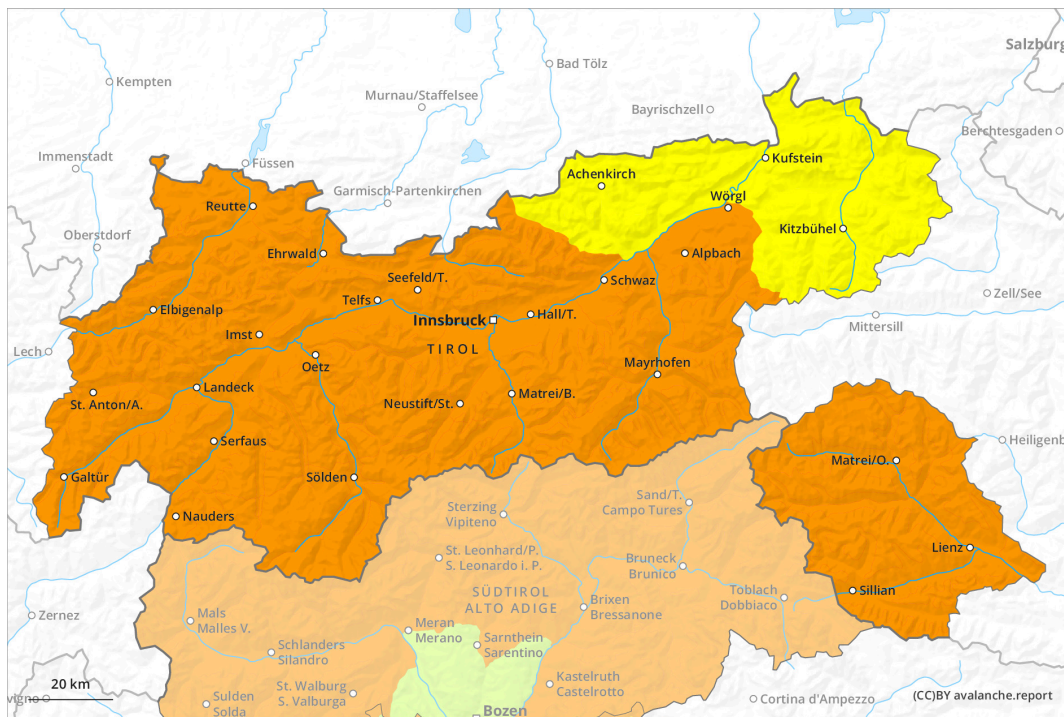 Salzburg
Kempten
Bad Tölz
Murnau/Staffelsee
Bayrischzell
Berchtesgaden
Immenstadt
Füssen
Kufstein
Achenkirch
Garmisch-Partenkirchen
Wörgl
Reutte
Kitzbühel
Oberstdorf
Ehrwald
Alpbach
Seefeld/T.
Schwaz
Zell/See
Telfs
Elbigenalp
Innsbruck
Hall/T.
Mittersill
Imst
TIROL
Lech
Oetz
Mayrhofen
Landeck
Matrei/B.
St. Anton/A.
Neustift/St.
Serfaus
Heiligenb
Matrei/O.
Galtür
Sölden
Sterzing
Vipiteno
Sand/T.
Campo Tures
Nauders
Lienz
St. Leonhard/P.
S. Leonardo i. P.
Bruneck
Brunico
SÜDTIROL
ALTO ADIGE
Toblach
Dobbiaco
Sillian
Zernez
Mals
Malles V.
Brixen
Bressanone
Meran
Merano
Sarnthein
Sarentino
Schlanders
Silandro
20 km
St. Walburg
S. Valburga
Kastelruth
Castelrotto
vigno
Sulden
Solda
Cortina d'Ampezzo
(CC)BY avalanche.report
Bozen